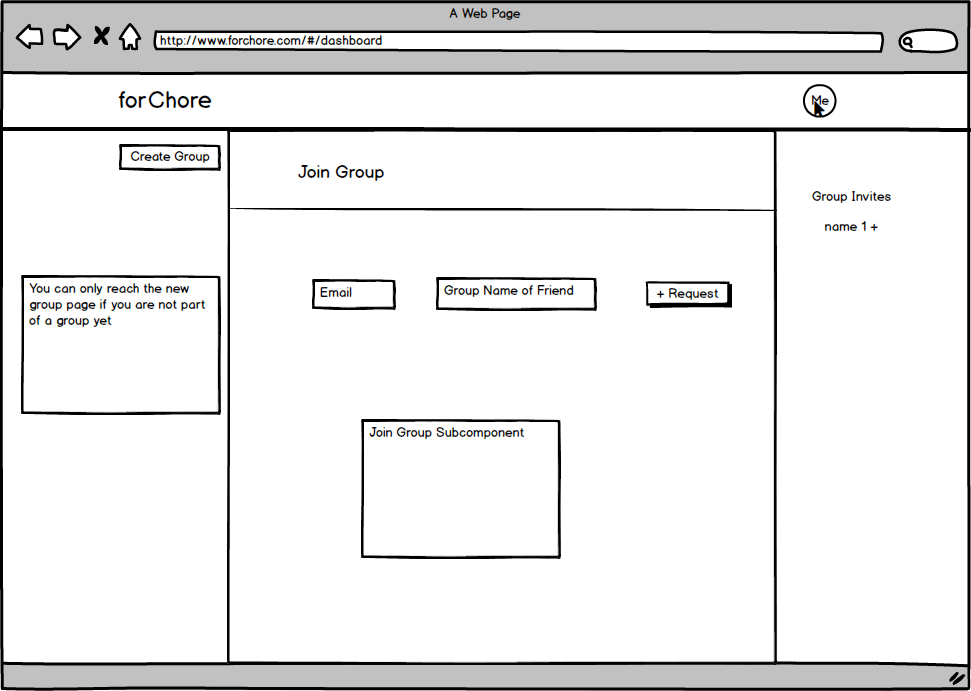 A Web Page
http://www.forchore.com/#/dashboard
forChore
Me
Create Group
Join Group
Group Invites
name 1 +
You can only reach the new
group page if you are not part
of a group yet
Email
Group Name of Friend
+ Request
Join Group Subcomponent